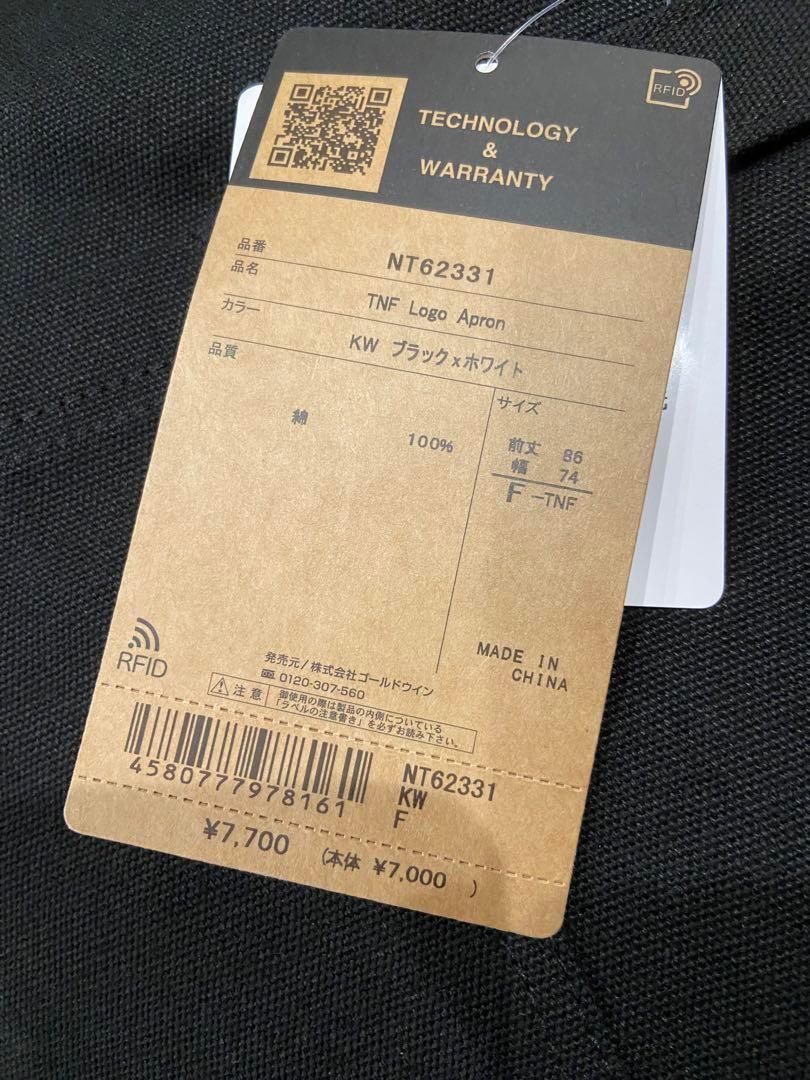 RFID
TECHNOLOGY
&
WARRANTY
品番 NT62331
品名 TNF Logo Apron
カラー KW ブラックxホワイト
品質
綿 100%
サイズ
前丈 86
幅 74
F-TNF
MADE IN
CHINA
RFID
発売元/株式会社ゴールドウイン
0120-307-560
注意 御使用の際は製品の内側についている
「ラベルの注意書き」を必ずお読み下さい。
4580777978161
NT62331
KW
F
¥7,700 (本体 ¥7,000 )